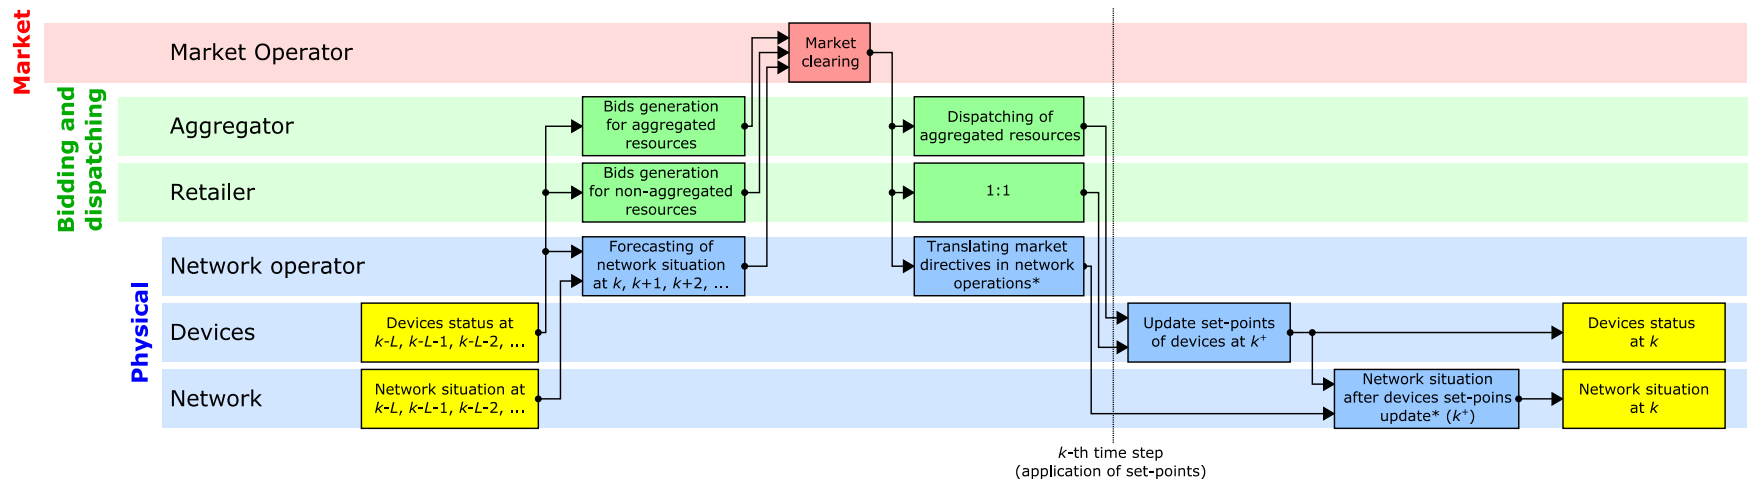 Market
Market Operator
Market
clearing
Bidding and
dispatching
Aggregator
Bids generation
for aggregated
resources
Dispatching of
aggregated resources
Retailer
Bids generation
for non-aggregated
resources
1:1
Physical
Network operator
Forecasting of
network situation
at k, k+1, k+2, ...
Translating market
directives in network
operations*
Devices
Devices status at
k-L, k-L-1, k-L-2, ...
Update set-points
of devices at k⁺
Devices status
at k
Network
Network situation at
k-L, k-L-1, k-L-2, ...
Network situation
after devices set-poins
update* (k⁺)
Network situation
at k
k-th time step
(application of set-points)